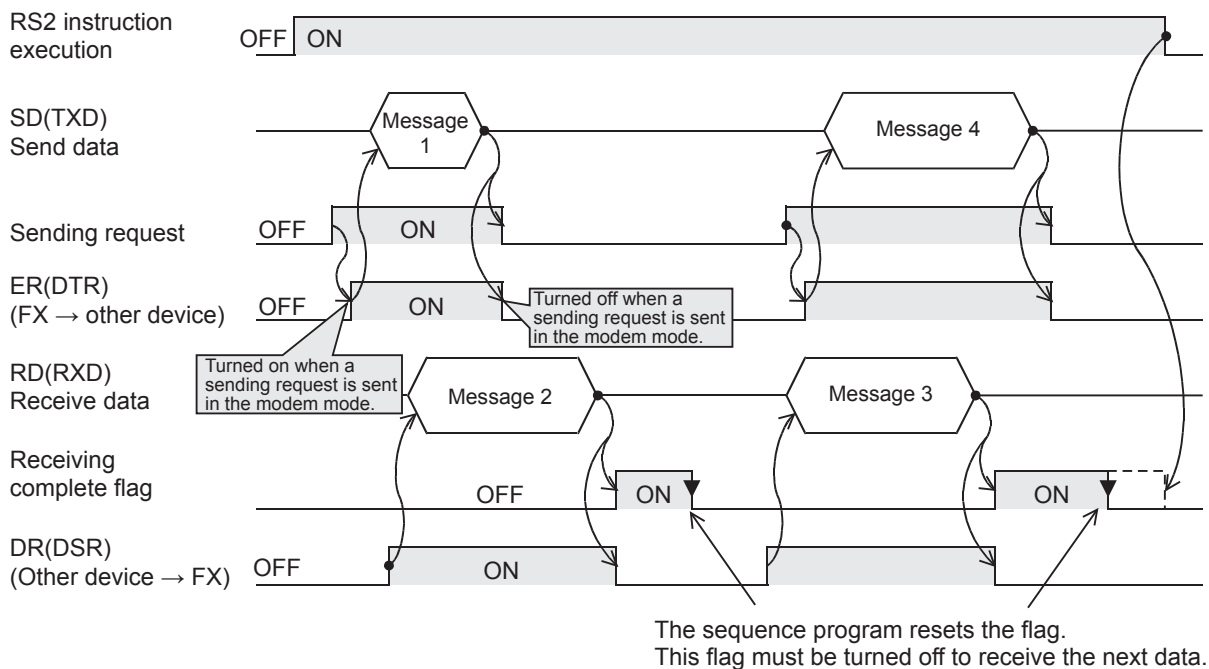 RS2 instruction
execution
OFF
ON
SD(TXD)
Send data
Message
1
Message 4
Sending request
OFF
ON
ER(DTR)
(FX → other device)
OFF
ON
Turned off when a
sending request is sent
in the modem mode.
Turned on when a
sending request is sent
in the modem mode.
RD(RXD)
Receive data
Message 2
Message 3
Receiving
complete flag
OFF
ON
ON
DR(DSR)
(Other device → FX)
OFF
ON
The sequence program resets the flag.
This flag must be turned off to receive the next data.